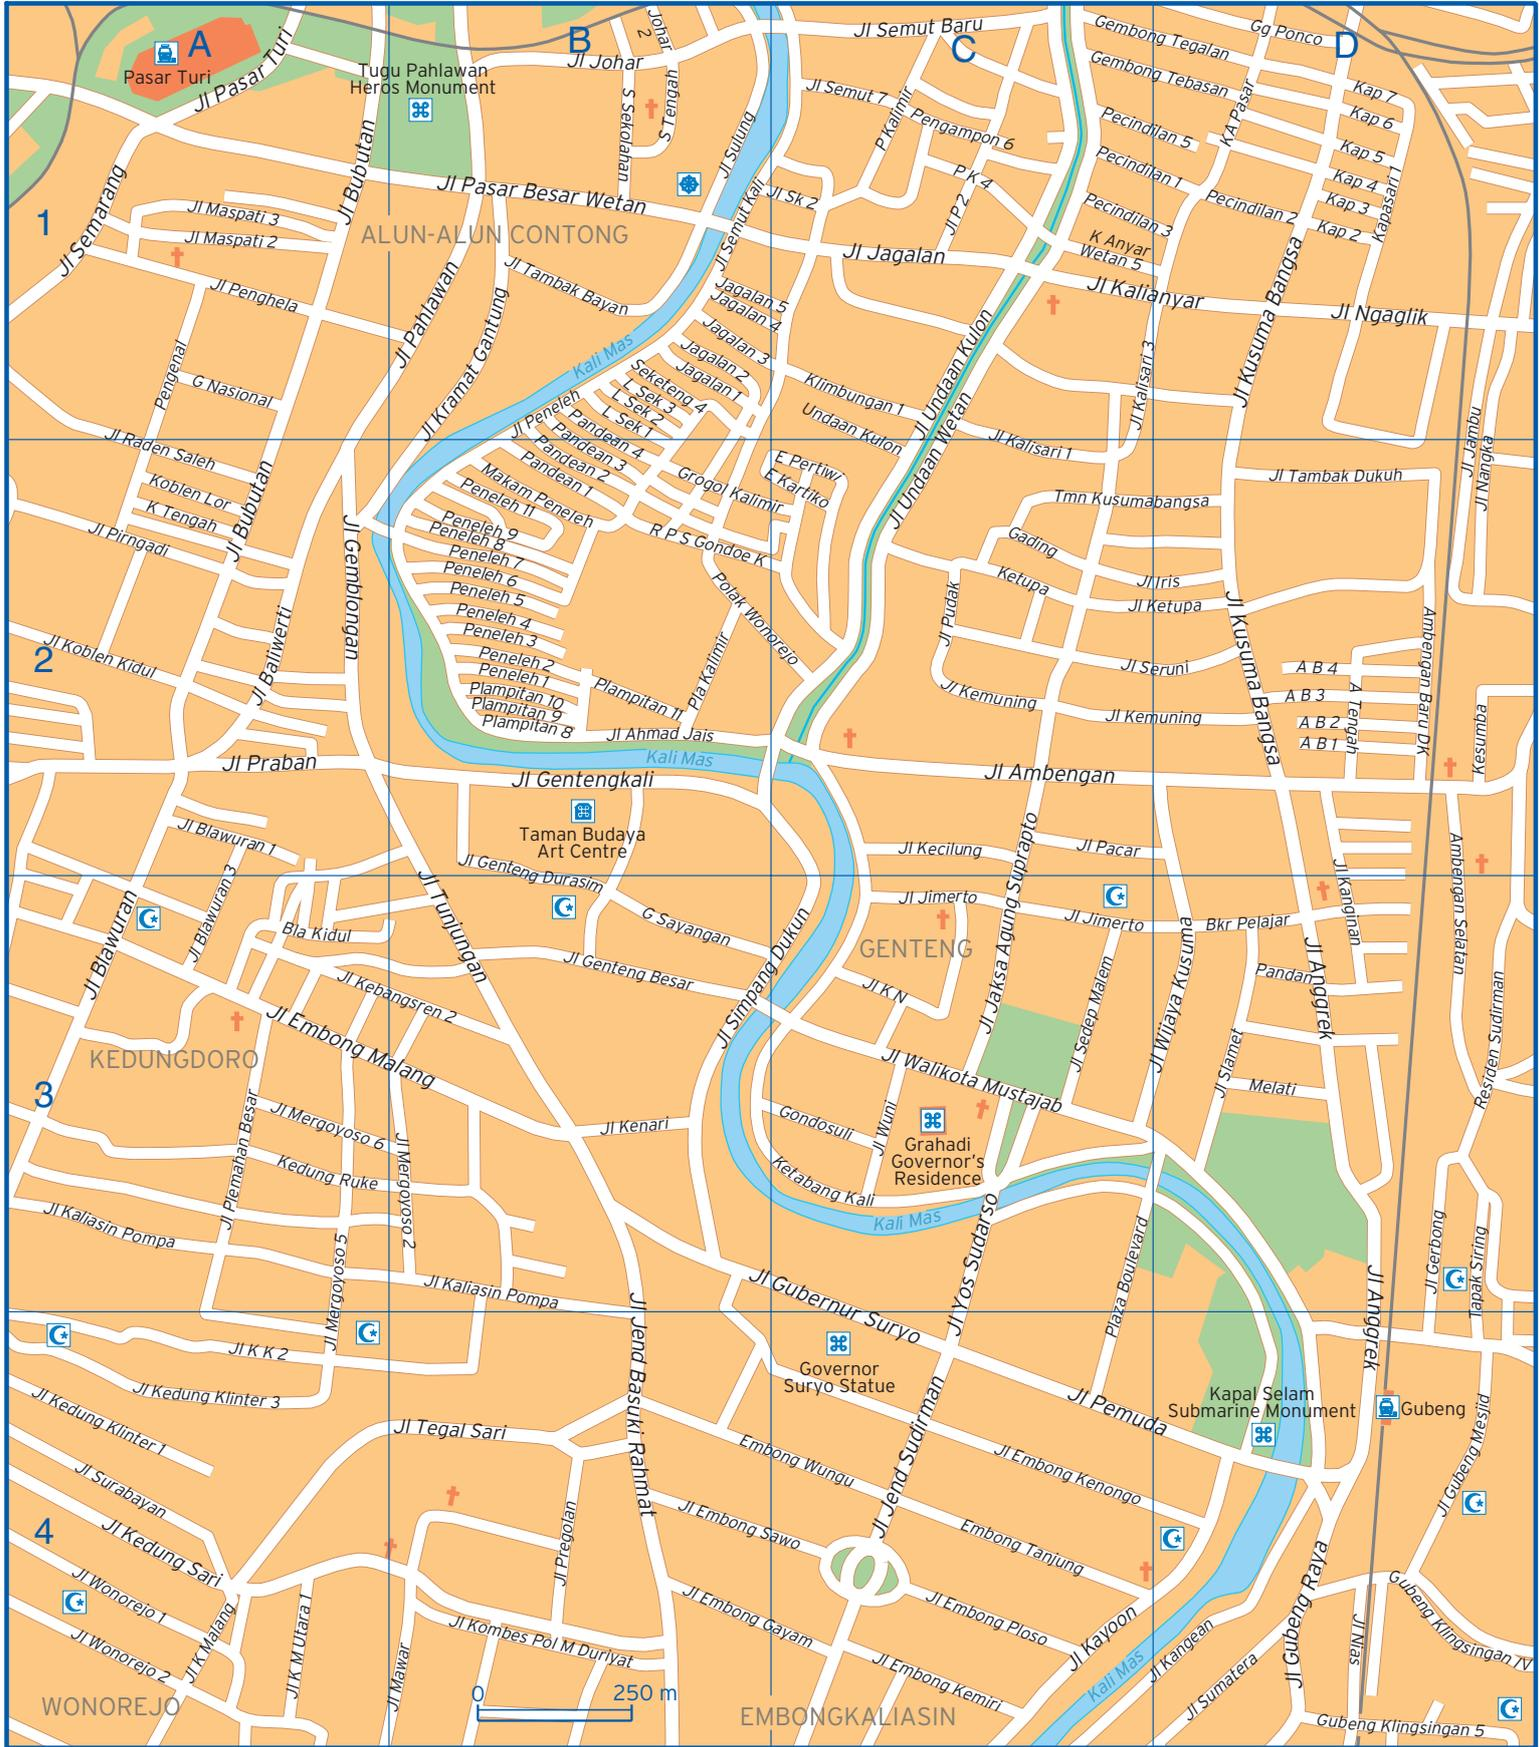 A
B
C
D
Pasar Turi
Jl Pasar Turi
Tugu Pahlawan
Heros Monument
Jl Johar
Johar 2
S Sekolahan
S Tengah
Jl Sulung
Jl Semut Baru
Jl Semut 7
P Kalimir
Pengampon 6
P K 4
Jl P 2
Gembong Tegalan
Gembong Tebasan
Gg Ponco
KA Pasar
Kap 7
Kap 6
Kap 5
Kap 4
Kap 3
Kap 2
Kapasari 1
Pecindilan 5
Pecindilan 1
Pecindilan 2
Pecindilan 3
K Anyar
Wetan 5
1
Jl Semarang
Jl Bubutan
Jl Maspati 3
Jl Maspati 2
Jl Penghela
Jl Pasar Besar Wetan
ALUN-ALUN CONTONG
Jl Tambak Bayan
Jl Pahlawan
Jl Kramat Gantung
Jl Semut Kali
Jl Sk 2
Jl Jagalan
Jl Kalianyar
Jl Ngaglik
Jl Kusuma Bangsa
Jagalan 5
Jagalan 4
Jagalan 3
Jagalan 2
Jagalan 1
Kali Mas
Seketeng 4
L Sek 3
L Sek 2
L Sek 1
Jl Peneleh
Klimbungan 1
Undaan Kulon
Jl Undaan Kulon
Jl Undaan Wetan
Jl Kalisari 3
Jl Kalisari 1
Pengenal
G Nasional
Jl Raden Saleh
Koblen Lor
K Tengah
Jl Pirngadi
Jl Bubutan
Jl Gemblongan
Pandean 4
Pandean 3
Pandean 2
Pandean 1
Makam Peneleh
Peneleh 11
Peneleh 9
Peneleh 8
Peneleh 7
Peneleh 6
Peneleh 5
Peneleh 4
Peneleh 3
Peneleh 2
Peneleh 1
Plampitan 10
Plampitan 9
Plampitan 8
Plampitan 11
Grogol Kalimir
E Pertiwi
E Kartiko
R P S Gondoe K
Polak Wonorejo
Pla Kalimir
Jl Undaan Wetan
Tmn Kusumabangsa
Gading
Ketupa
Jl Iris
Jl Ketupa
Jl Pudak
Jl Seruni
Jl Kemuning
Jl Kemuning
Jl Kusuma Bangsa
Jl Tambak Dukuh
Jl Jambu
Jl Nangka
A B 4
A B 3
A B 2
A B 1
A Tengah
Ambengan Baru DK
Kesumba
2
Jl Koblen Kidul
Jl Baliwerti
Jl Praban
Jl Ahmad Jais
Kali Mas
Jl Gentengkali
Taman Budaya
Art Centre
Jl Ambengan
Jl Blawuran 1
Jl Blawuran 3
Jl Genteng Durasim
Jl Kecilung
Jl Pacar
Jl Jaksa Agung Suprapto
Jl Kanginan
Ambengan Selatan
Jl Tunjungan
Jl Blawuran
Bla Kidul
G Sayangan
Jl Genteng Besar
Jl Simpang Dukun
Jl Jimerto
Jl Jimerto
GENTENG
Bkr Pelajar
Pandan
Jl Anggrek
Jl K N
Jl Sedep Malem
Jl Wijaya Kusuma
Jl Slamet
Melati
Residen Sudirman
Jl Kebangsren 2
Jl Embong Malang
KEDUNGDORO
3
Jl Walikota Mustajab
Jl Mergoyoso 6
Jl Plemahan Besar
Kedung Ruke
Jl Mergoyoso 2
Jl Kenari
Gondosuli
Jl Wuni
Grahadi
Governor's
Residence
Ketabang Kali
Kali Mas
Jl Kaliasin Pompa
Jl Kaliasin Pompa
Jl Mergoyoso 5
Jl Gubernur Suryo
Jl Yos Sudarso
Plaza Boulevard
Jl Gerbong
Tapak Siring
Jl Anggrek
Jl K K 2
Jl Kedung Klinter 3
Jl Kedung Klinter 1
Jl Jend Basuki Rahmat
Governor
Suryo Statue
Jl Pemuda
Kapal Selam
Submarine Monument
Gubeng
Jl Tegal Sari
Embong Wungu
Jl Jend Sudirman
Jl Embong Kenongo
Jl Surabayan
Jl Kedung Sari
Jl Embong Sawo
Embong Tanjung
Jl Gubeng Mesjid
4
Jl Pregolan
Jl Wonorejo 1
Jl Wonorejo 2
WONOREJO
Jl K Malang
Jl K M Utara 1
Jl Mawar
Jl Kombes Pol M Duriyat
Jl Embong Gayam
Jl Embong Ploso
Jl Embong Kemiri
Jl Kayoon
Kali Mas
Jl Kangean
Jl Sumatera
Jl Gubeng Raya
Jl Nias
Gubeng Klingsingan IV
Gubeng Klingsingan 5
0
250 m
EMBONGKALIASIN